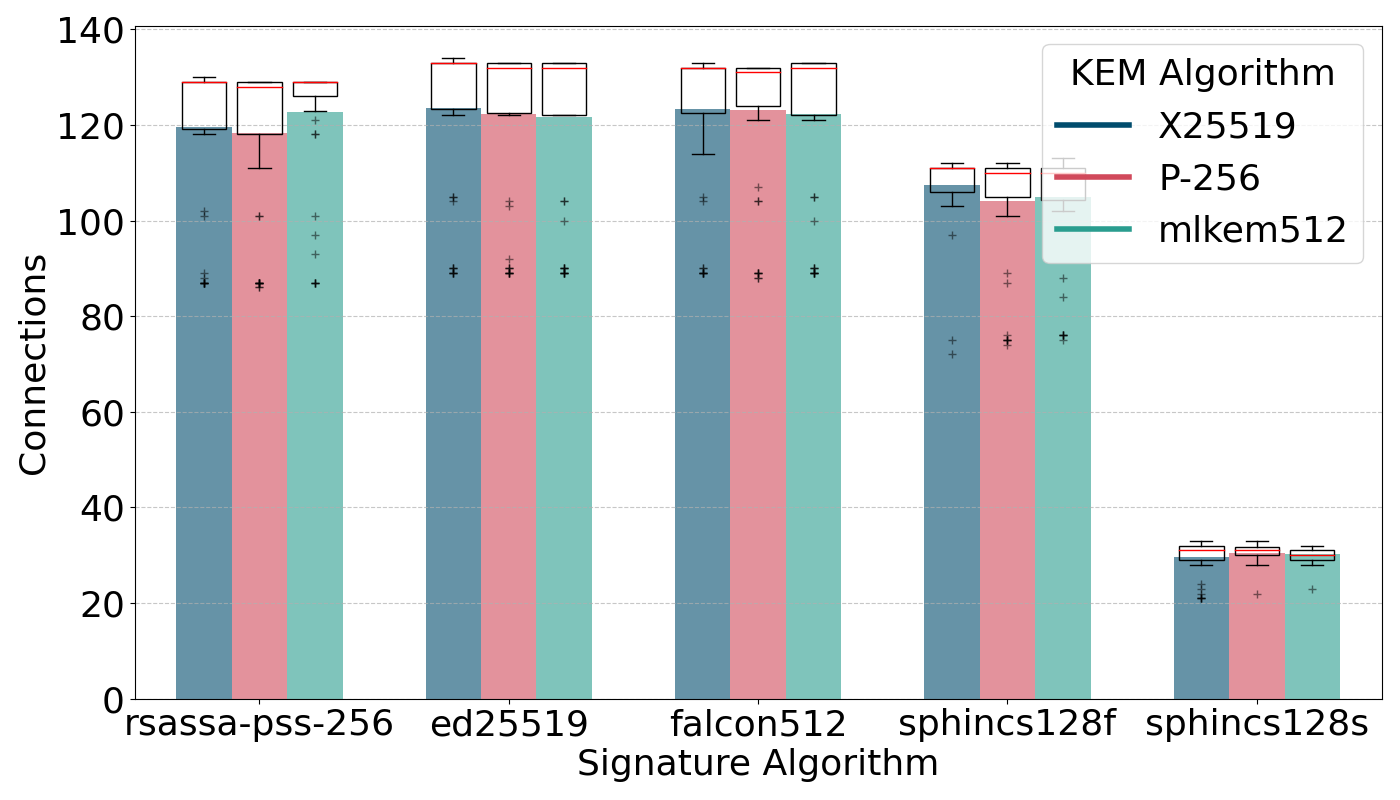 140
120
100
80
60
40
20
0
Connections
KEM Algorithm
X25519
P-256
mlkem512
rsassa-pss-256 ed25519 falcon512 sphincs128f sphincs128s
Signature Algorithm